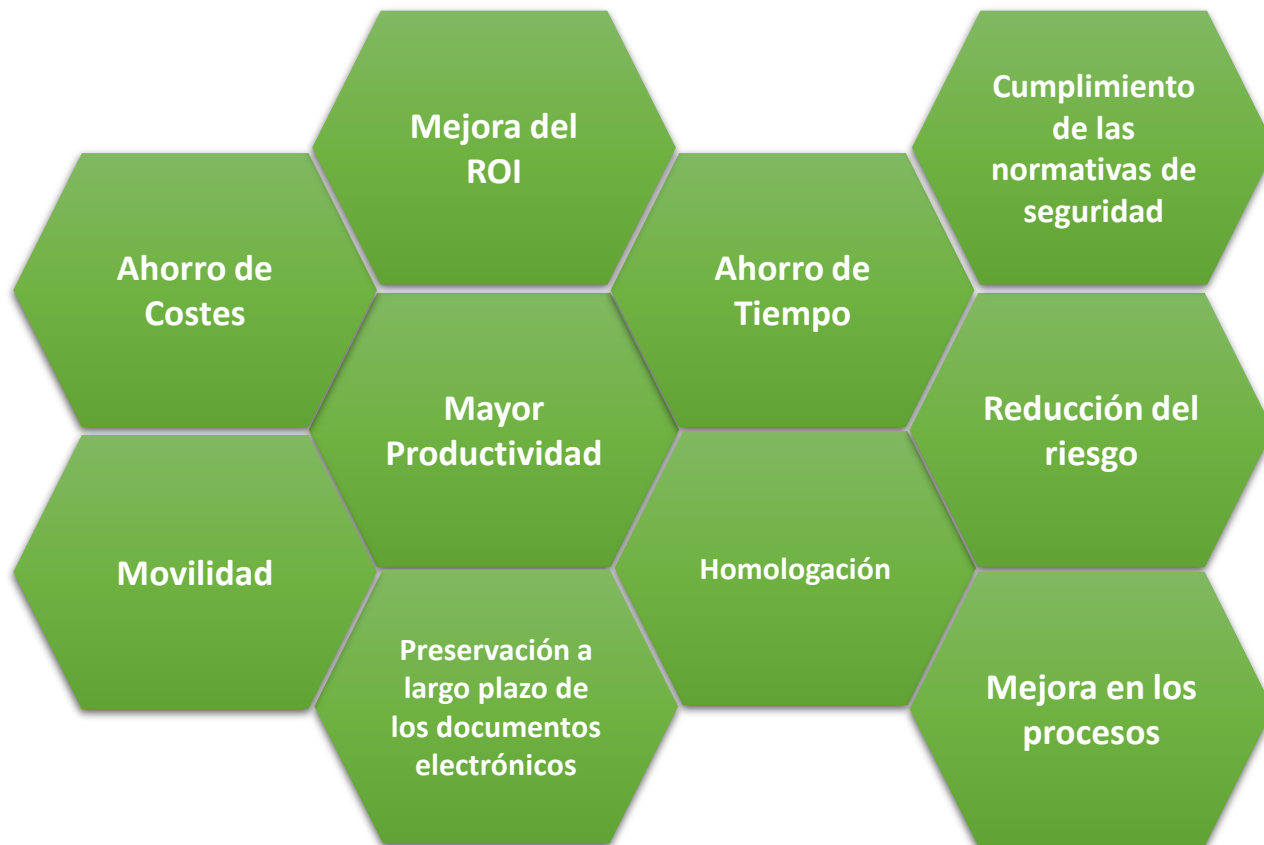 Mejora del
ROI
Cumplimiento
de las
normativas de
seguridad
Ahorro de
Costes
Ahorro de
Tiempo
Mayor
Productividad
Reducción del
riesgo
Movilidad
Homologación
Preservación a
largo plazo de
los documentos
electrónicos
Mejora en los
procesos